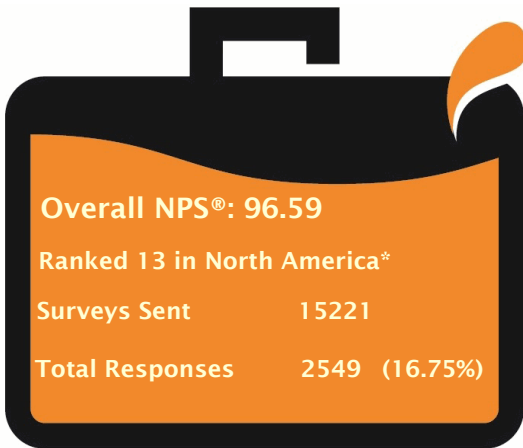 Overall NPS®: 96.59
Ranked 13 in North America*
Surveys Sent 15221
Total Responses 2549 (16.75%)